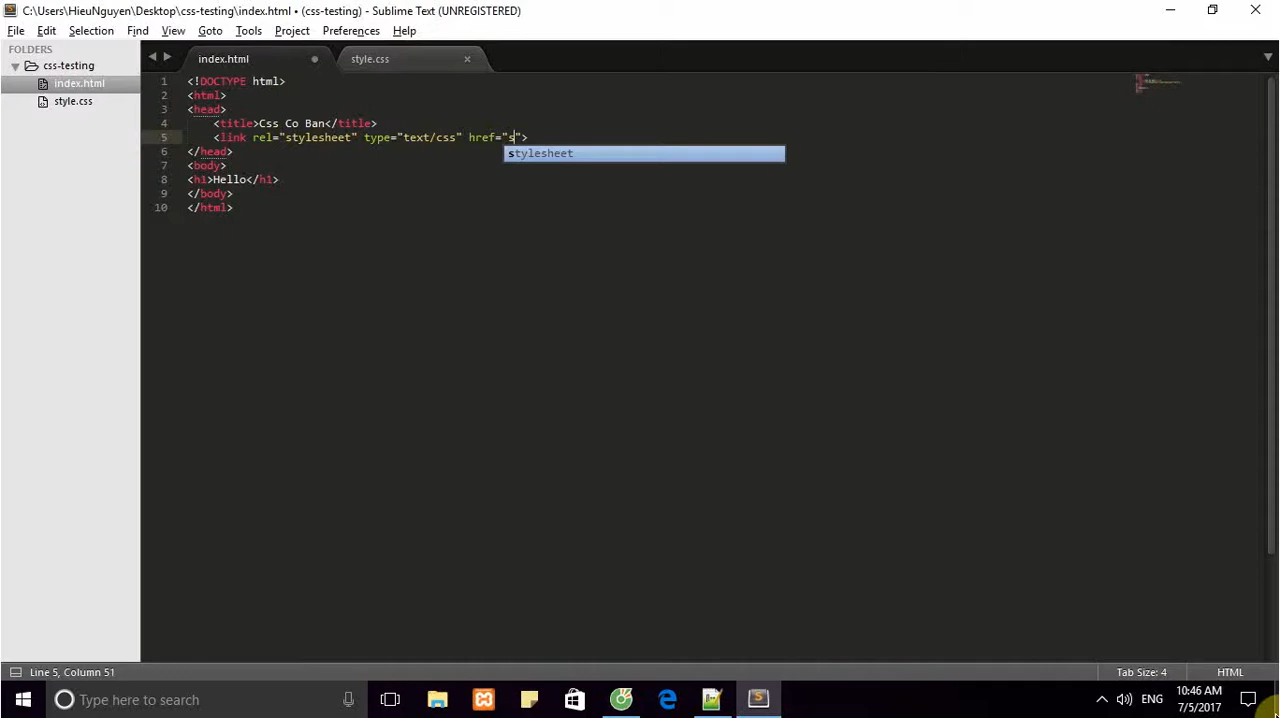 C:\Users\HieuNguyen\Desktop\css-testing\index.html • (css-testing) - Sublime Text (UNREGISTERED)
File Edit Selection Find View Goto Tools Project Preferences Help
FOLDERS
css-testing
index.html
style.css
index.html style.css
1 <!DOCTYPE html>
2 <html>
3 <head>
4 <title>Css Co Ban</title>
5 <link rel="stylesheet" type="text/css" href="s">
stylesheet
6 </head>
7 <body>
8 <h1>Hello</h1>
9 </body>
10 </html>
Line 5, Column 51 Tab Size: 4 HTML
Type here to search
ENG
10:46 AM
7/5/2017